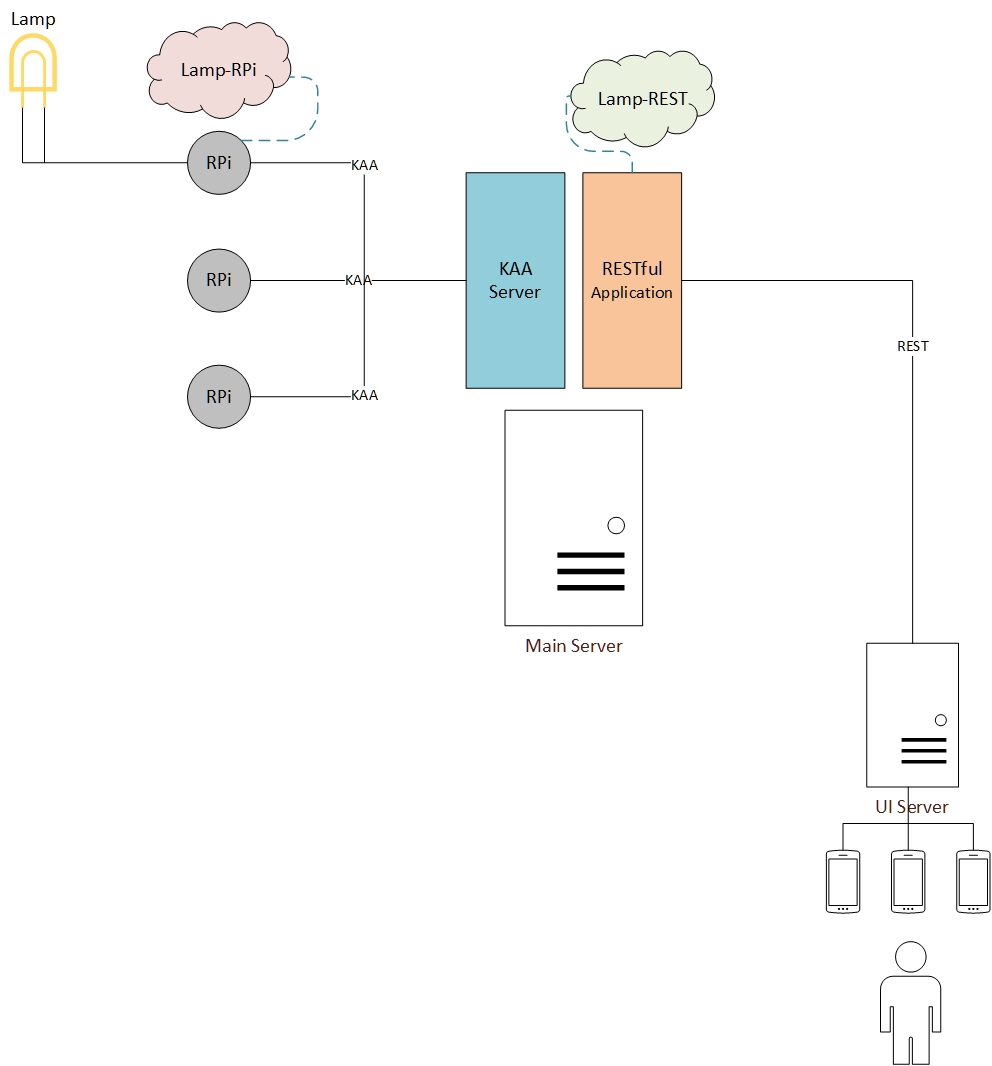 Lamp
Lamp-RPi
Lamp-REST
RPi
KAA
RPi
KAA
RPi
KAA
KAA
Server
RESTful
Application
REST
Main Server
UI Server